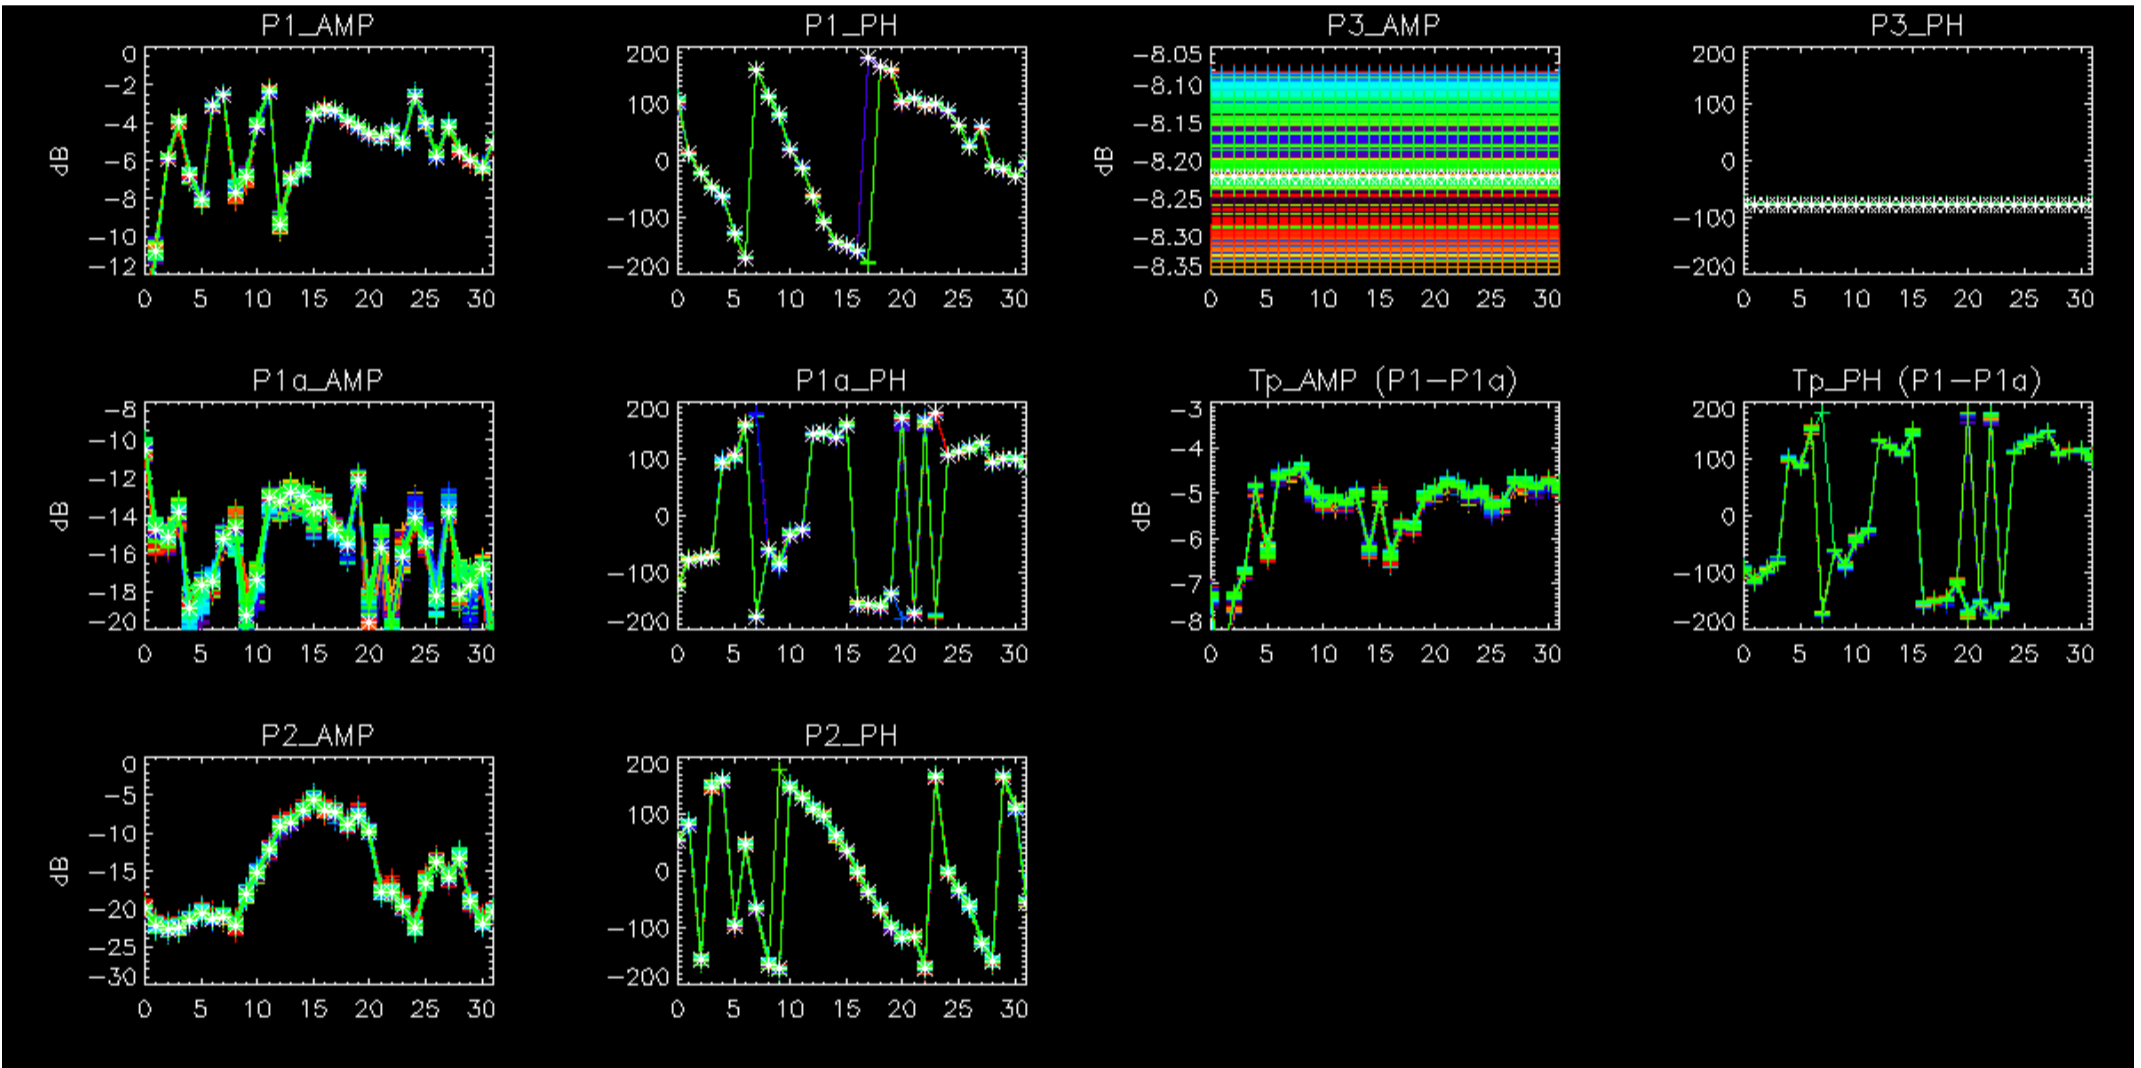 P1_AMP
P1_PH
P3_AMP
P3_PH
0
−2
−4
−6
−8
−10
−12
dB
0 5 10 15 20 25 30
200
100
0
−100
−200
0 5 10 15 20 25 30
−8.05
−8.10
−8.15
−8.20
−8.25
−8.30
−8.35
dB
0 5 10 15 20 25 30
200
100
0
−100
−200
0 5 10 15 20 25 30
P1a_AMP
P1a_PH
Tp_AMP (P1−P1a)
Tp_PH (P1−P1a)
−8
−10
−12
−14
−16
−18
−20
dB
0 5 10 15 20 25 30
200
100
0
−100
−200
0 5 10 15 20 25 30
−3
−4
−5
−6
−7
−8
dB
0 5 10 15 20 25 30
200
100
0
−100
−200
0 5 10 15 20 25 30
P2_AMP
P2_PH
0
−5
−10
−15
−20
−25
−30
dB
0 5 10 15 20 25 30
200
100
0
−100
−200
0 5 10 15 20 25 30